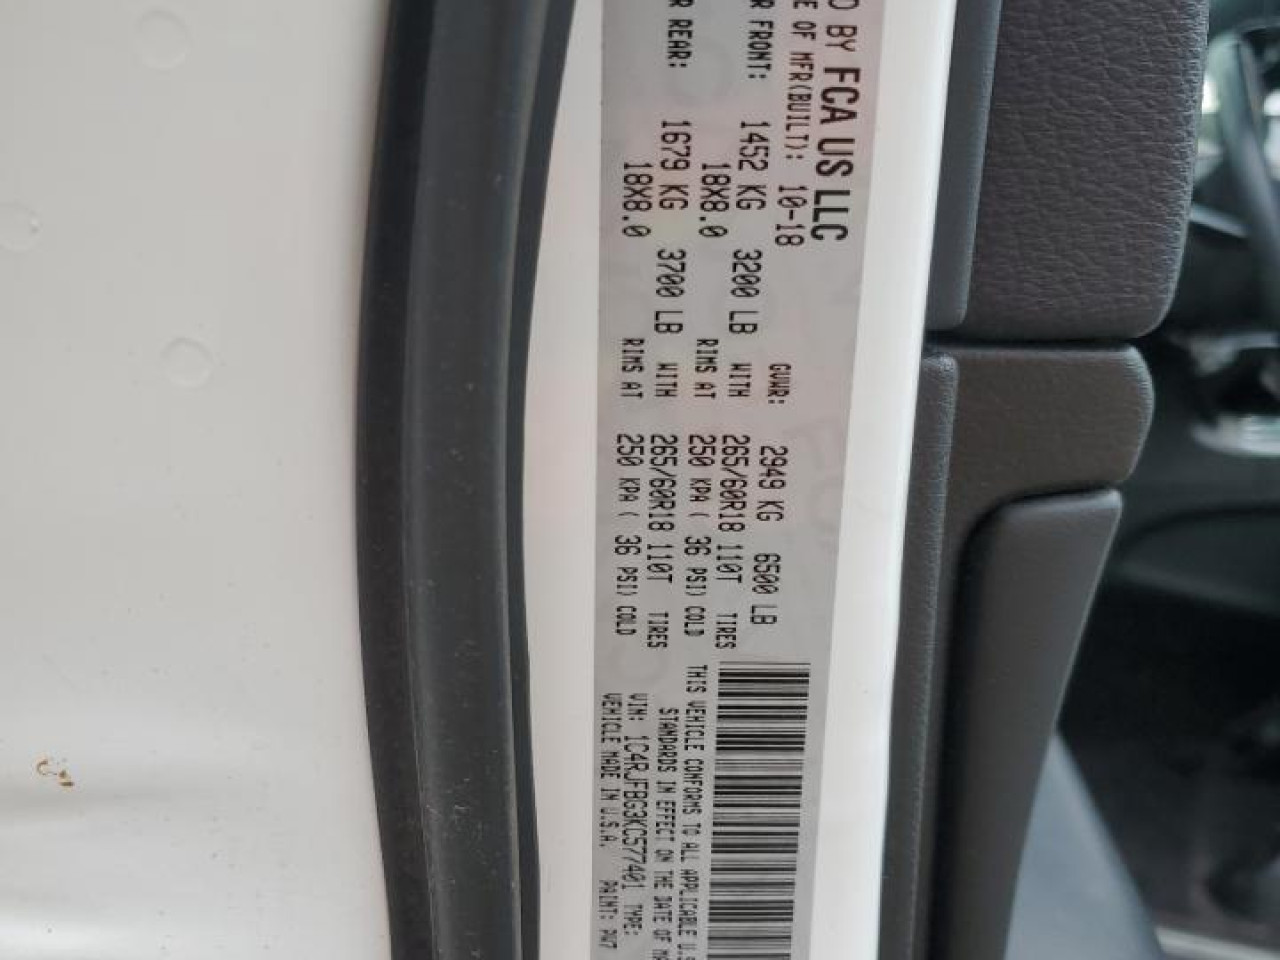 D BY FCA US LLC
E OF MFR(BUILT): 10-18 GVWR: 2949 KG 6500 LB
R FRONT: 1452 KG 3200 LB WITH 265/60R18 110T TIRES
18X8.0 RIMS AT 250 KPA ( 36 PSI) COLD
R REAR: 1679 KG 3700 LB WITH 265/60R18 110T TIRES
18X8.0 RIMS AT 250 KPA ( 36 PSI) COLD
THIS VEHICLE CONFORMS TO ALL APPLICABLE U.S
STANDARDS IN EFFECT ON THE DATE OF MA
VIN: 1C4RJFBG3KC577401 TYPE:
VEHICLE MADE IN U.S.A. PAINT: PW7